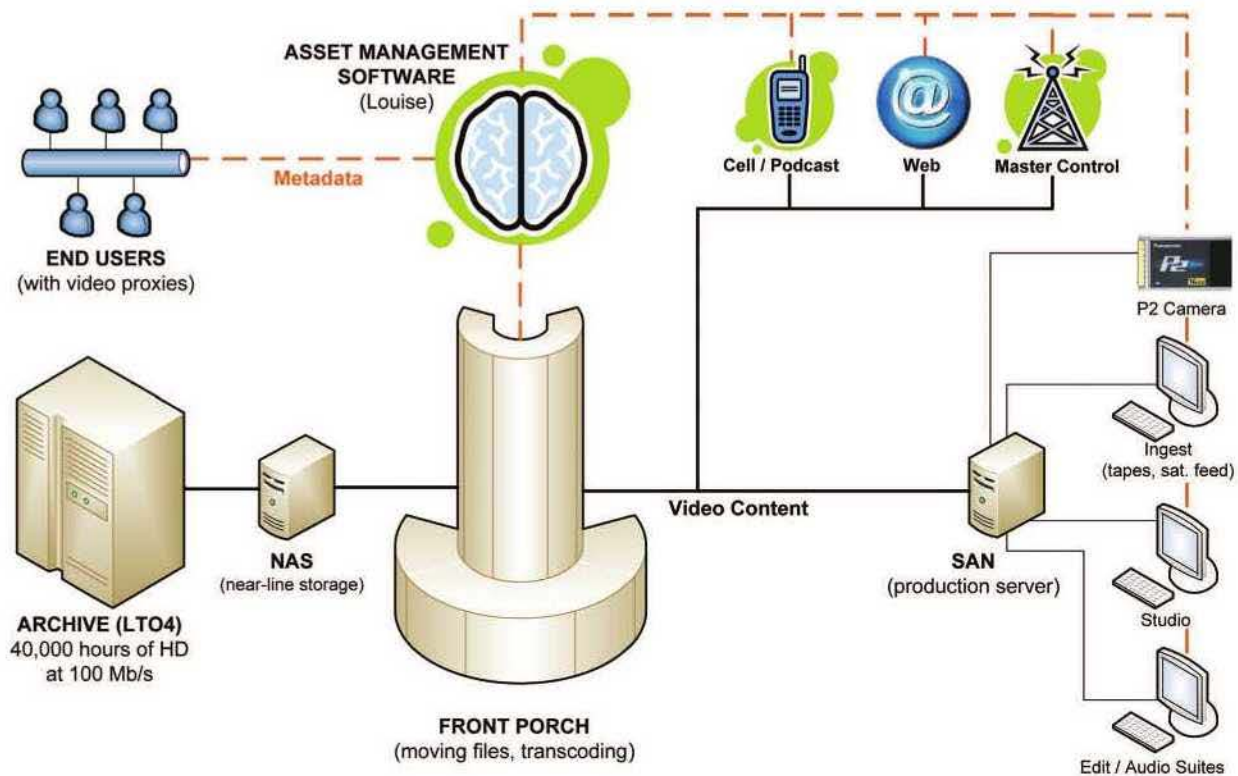 ASSET MANAGEMENT
SOFTWARE
(Louise)
Metadata
END USERS
(with video proxies)
Cell / Podcast
Web
Master Control
@
P2
P2 Camera
Ingest
(tapes, sat. feed)
Video Content
SAN
(production server)
Studio
Edit / Audio Suites
NAS
(near-line storage)
ARCHIVE (LTO4)
40,000 hours of HD
at 100 Mb/s
FRONT PORCH
(moving files, transcoding)